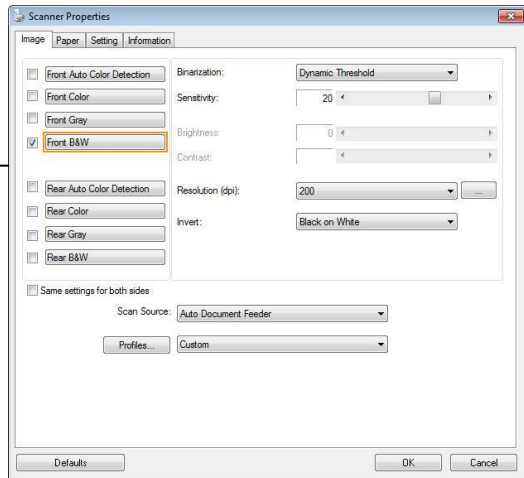 Scanner Properties
Image Paper Setting Information
Front Auto Color Detection
Front Color
Front Gray
Front B&W
Rear Auto Color Detection
Rear Color
Rear Gray
Rear B&W
Binarization: Dynamic Threshold
Sensitivity: 20
Brightness: 0
Contrast:
Resolution (dpi): 200 ...
Invert: Black on White
Same settings for both sides
Scan Source: Auto Document Feeder
Profiles... Custom
Defaults OK Cancel